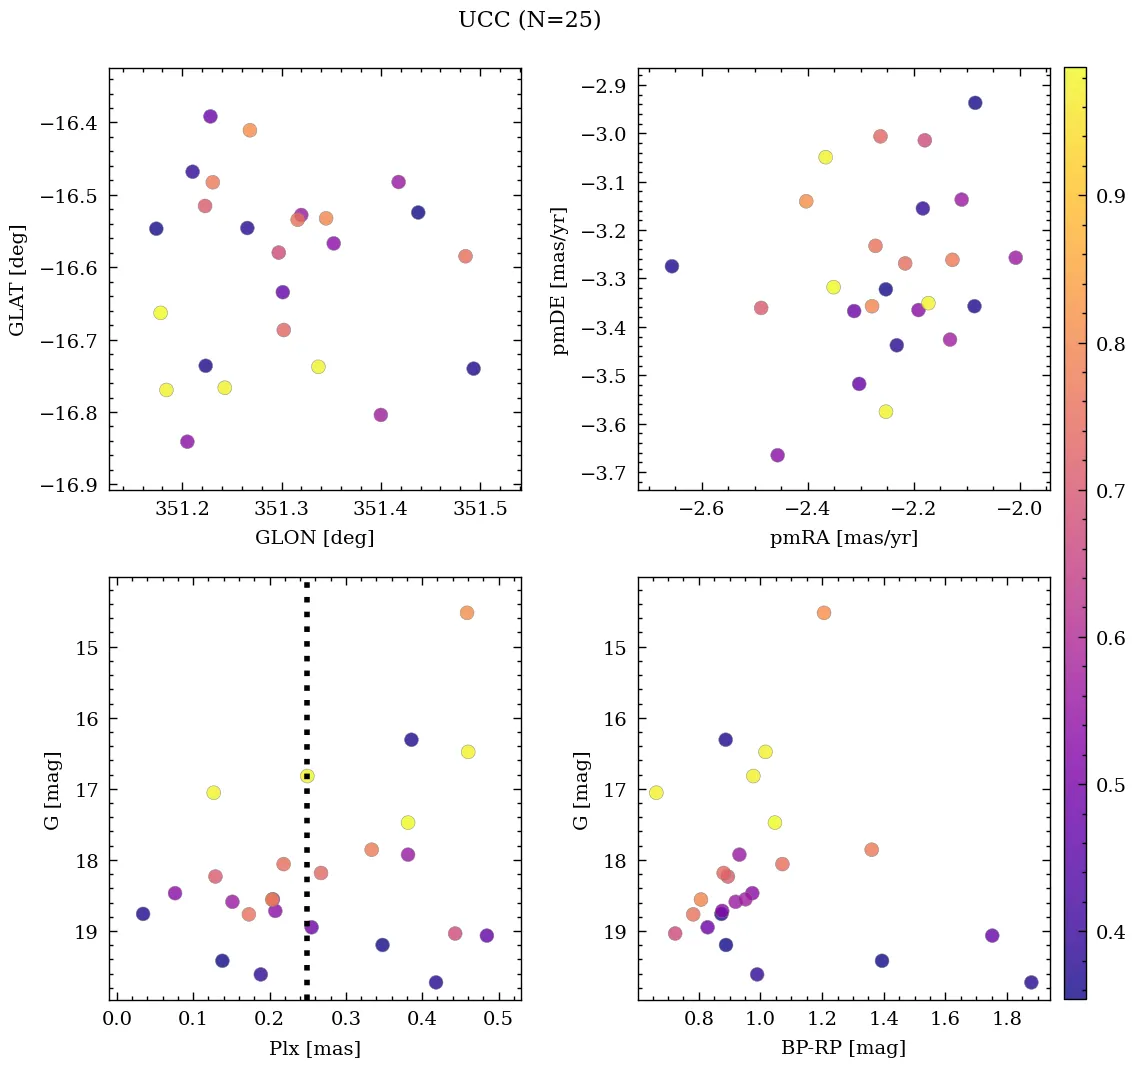 UCC (N=25)
−16.4
−16.5
−16.6
−16.7
−16.8
−16.9
GLAT [deg]
351.2 351.3 351.4 351.5
GLON [deg]
−2.9
−3.0
−3.1
−3.2
−3.3
−3.4
−3.5
−3.6
−3.7
pmDE [mas/yr]
−2.6 −2.4 −2.2 −2.0
pmRA [mas/yr]
15
16
17
18
19
G [mag]
0.0 0.1 0.2 0.3 0.4 0.5
Plx [mas]
15
16
17
18
19
G [mag]
0.8 1.0 1.2 1.4 1.6 1.8
BP-RP [mag]
0.9
0.8
0.7
0.6
0.5
0.4